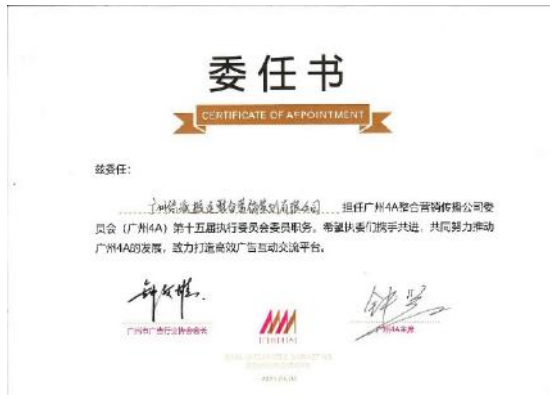 委任书
CERTIFICATE OF APPOINTMENT
兹委任：
担任广州4A整合营销传播公司委
员会（广州4A）第十五届执行委员会委员职务。希望执委们携手共进，共同努力推动
广州4A的发展，致力打造高效广告互动交流平台。
广州市广告行业协会会长
广州4A主席